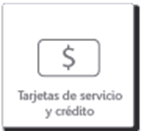 $
Tarjetas de servicio
y crédito